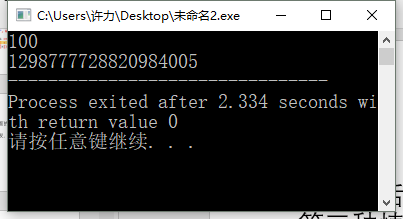 C:\Users\许力\Desktop\未命名2.exe
100
1298777728820984005
--------------------------------
Process exited after 2.334 seconds wi
th return value 0
请按任意键继续. . .